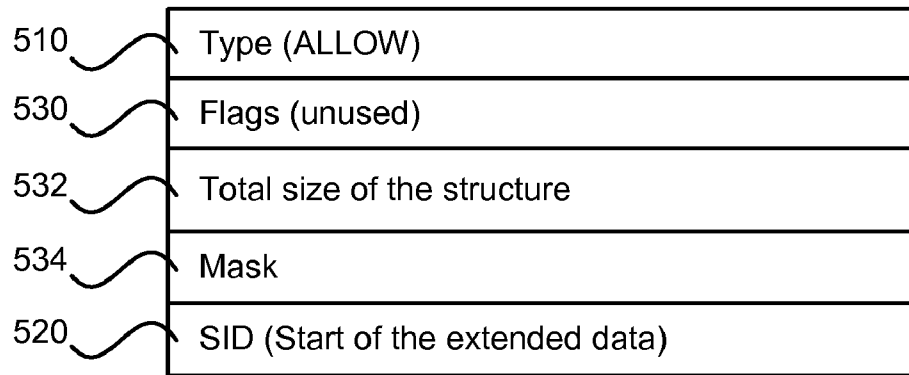 510 Type (ALLOW)
530 Flags (unused)
532 Total size of the structure
534 Mask
520 SID (Start of the extended data)